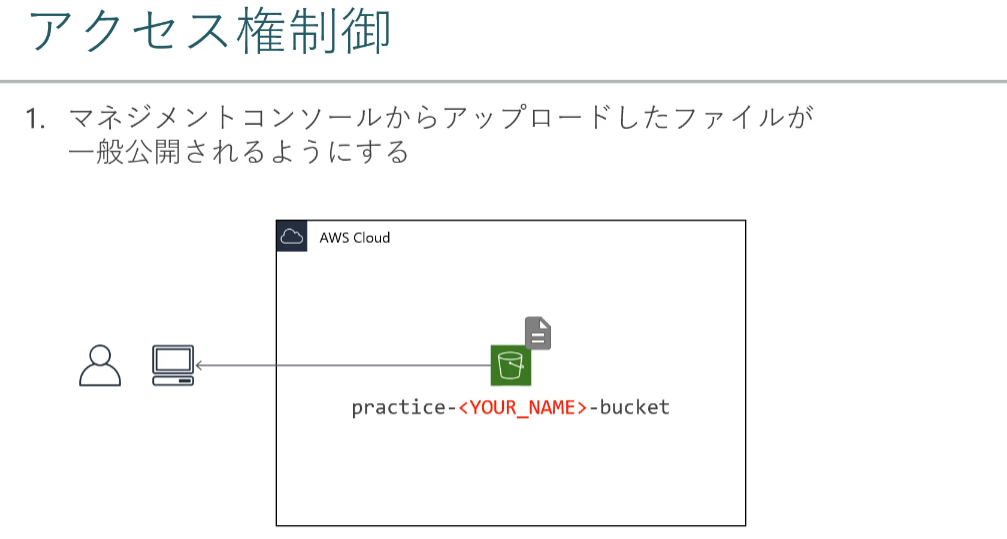 アクセス権制御
1. マネジメントコンソールからアップロードしたファイルが
一般公開されるようにする
AWS Cloud
practice-<YOUR_NAME>-bucket